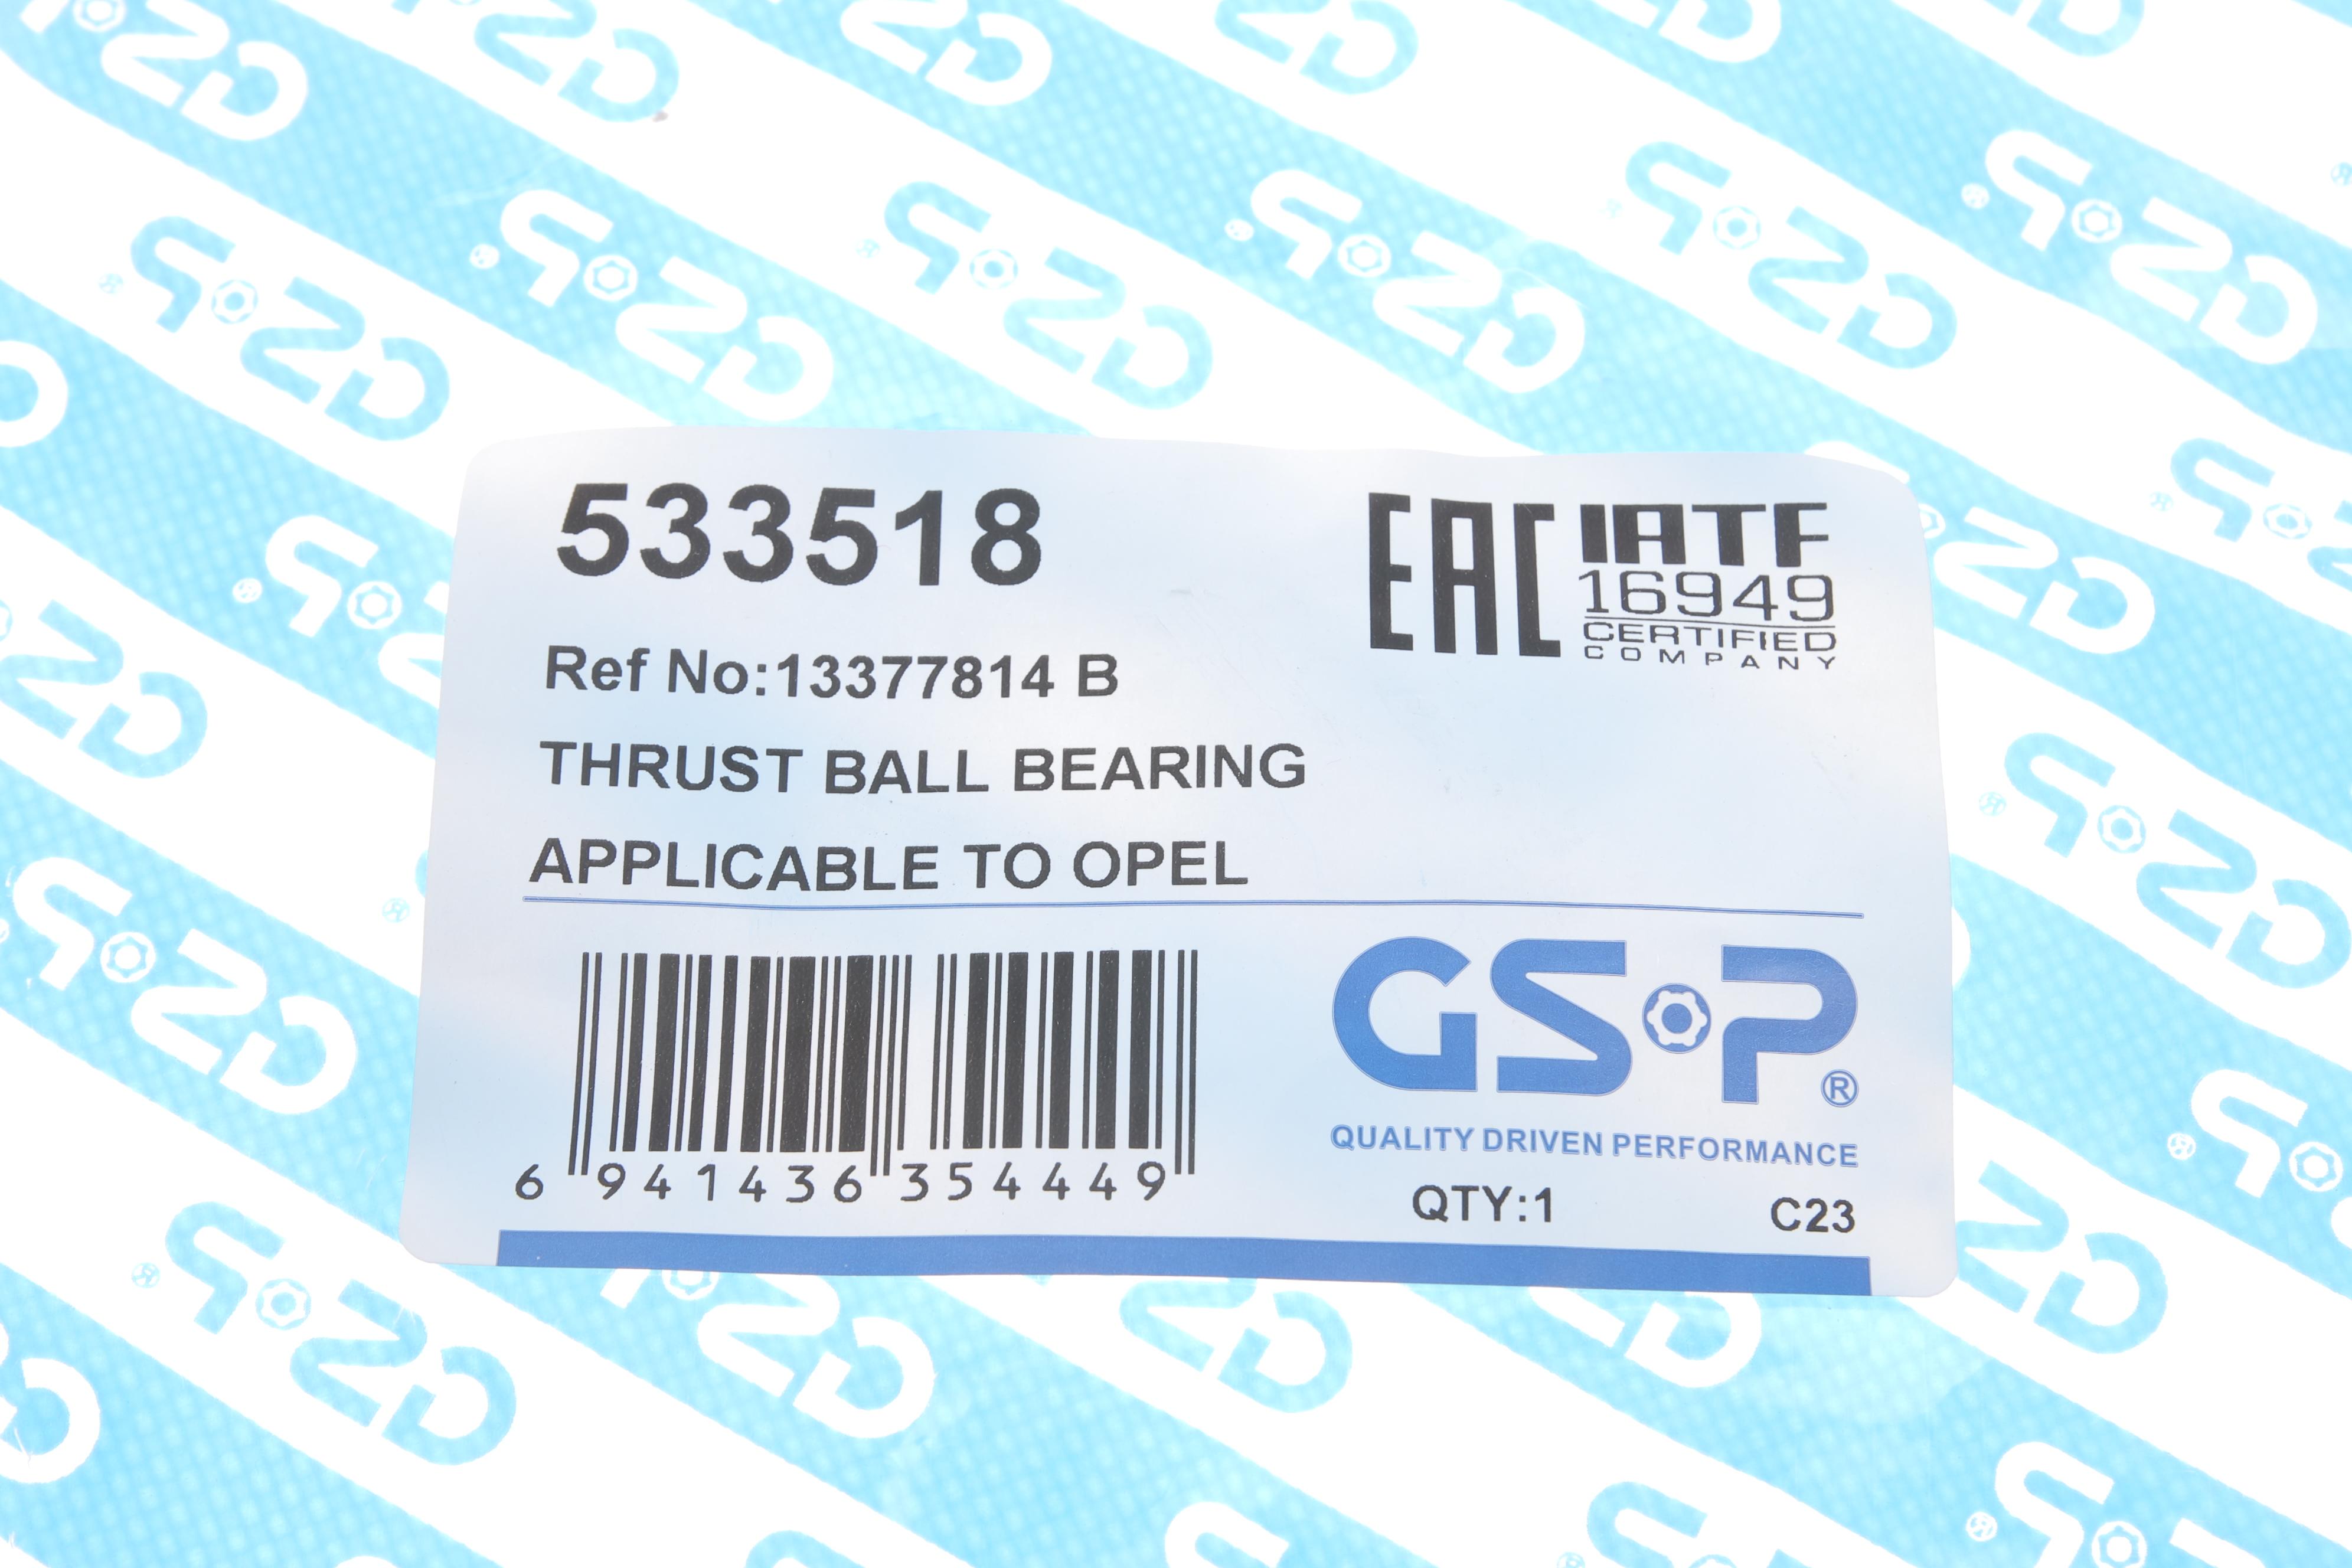 533518
EAC
IATF
16949
CERTIFIED
COMPANY
Ref No:13377814 B
THRUST BALL BEARING
APPLICABLE TO OPEL
6 941436 354449
GSP®
QUALITY DRIVEN PERFORMANCE
QTY:1 C23